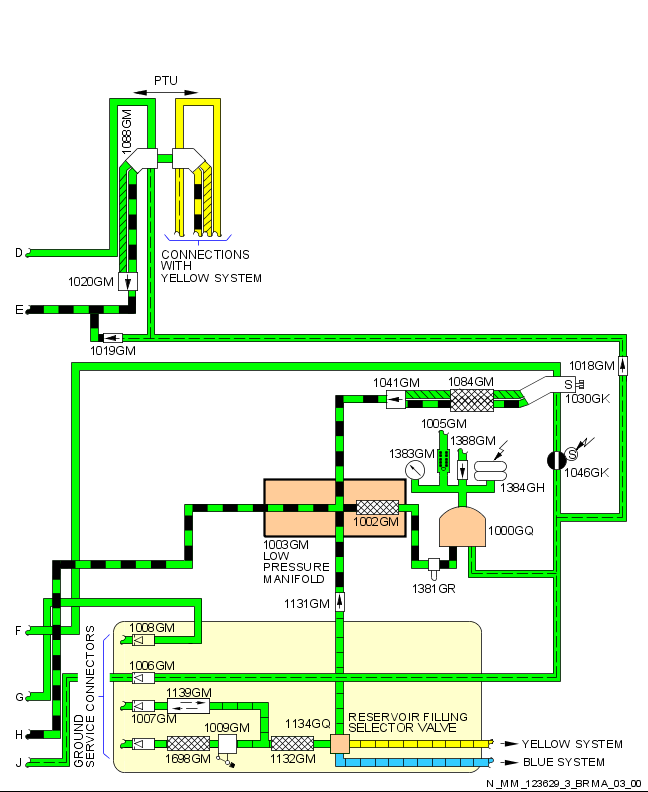 PTU
1088GM
D
CONNECTIONS
WITH
YELLOW SYSTEM
1020GM
E
1019GM
1018GM
1041GM
1084GM
S
1030GK
1005GM
1388GM
1383GM
S
1046GK
1384GH
1002GM
1000GQ
1003GM
LOW
PRESSURE
MANIFOLD
1381GR
1131GM
F
1008GM
GROUND
SERVICE CONNECTORS
1006GM
G
1139GM
1007GM
1009GM
1134GQ
RESERVOIR FILLING
SELECTOR VALVE
H
YELLOW SYSTEM
1698GM
1132GM
J
BLUE SYSTEM
N_MM_123629_3_BRMA_03_00